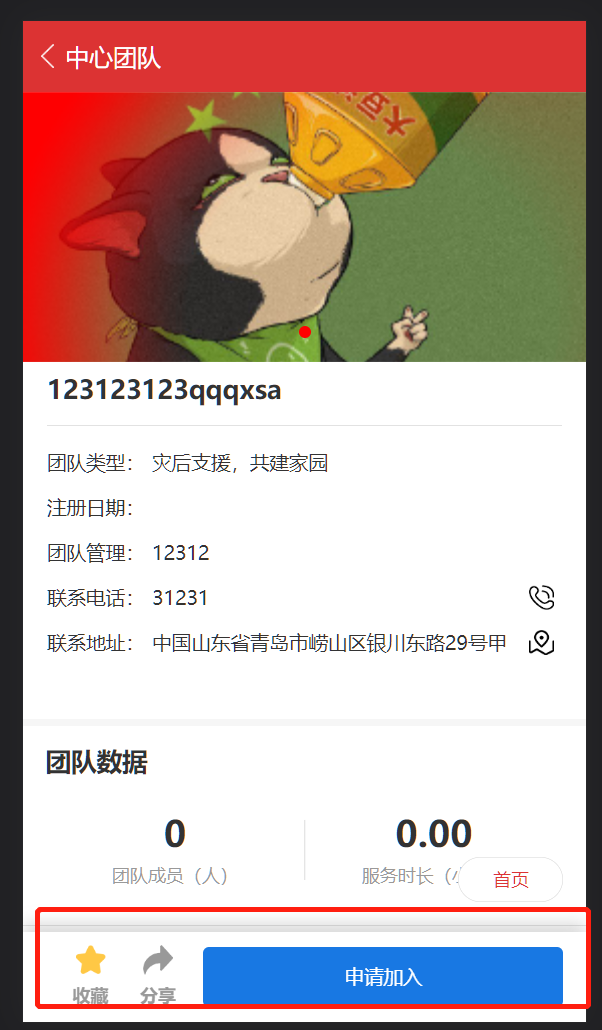 中心团队
大豆油
123123123qqqxsa
团队类型： 灾后支援，共建家园
注册日期：
团队管理： 12312
联系电话： 31231
联系地址： 中国山东省青岛市崂山区银川东路29号甲
团队数据
0
0.00
团队成员（人）
服务时长（
首页
收藏
分享
申请加入